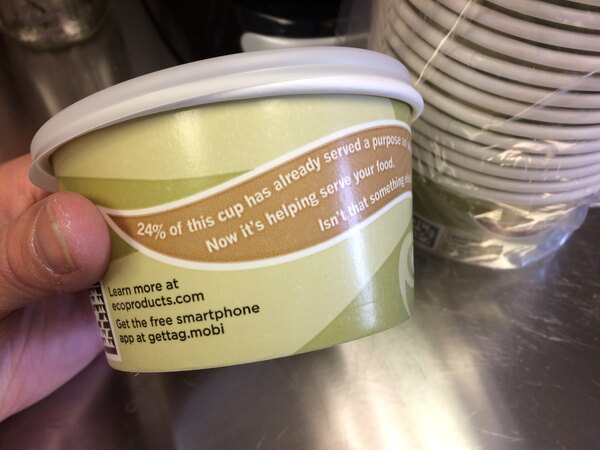 24% of this cup has already served a purpose as
Now it's helping serve your food.
Isn't that something
Learn more at
ecoproducts.com
Get the free smartphone
app at gettag.mobi